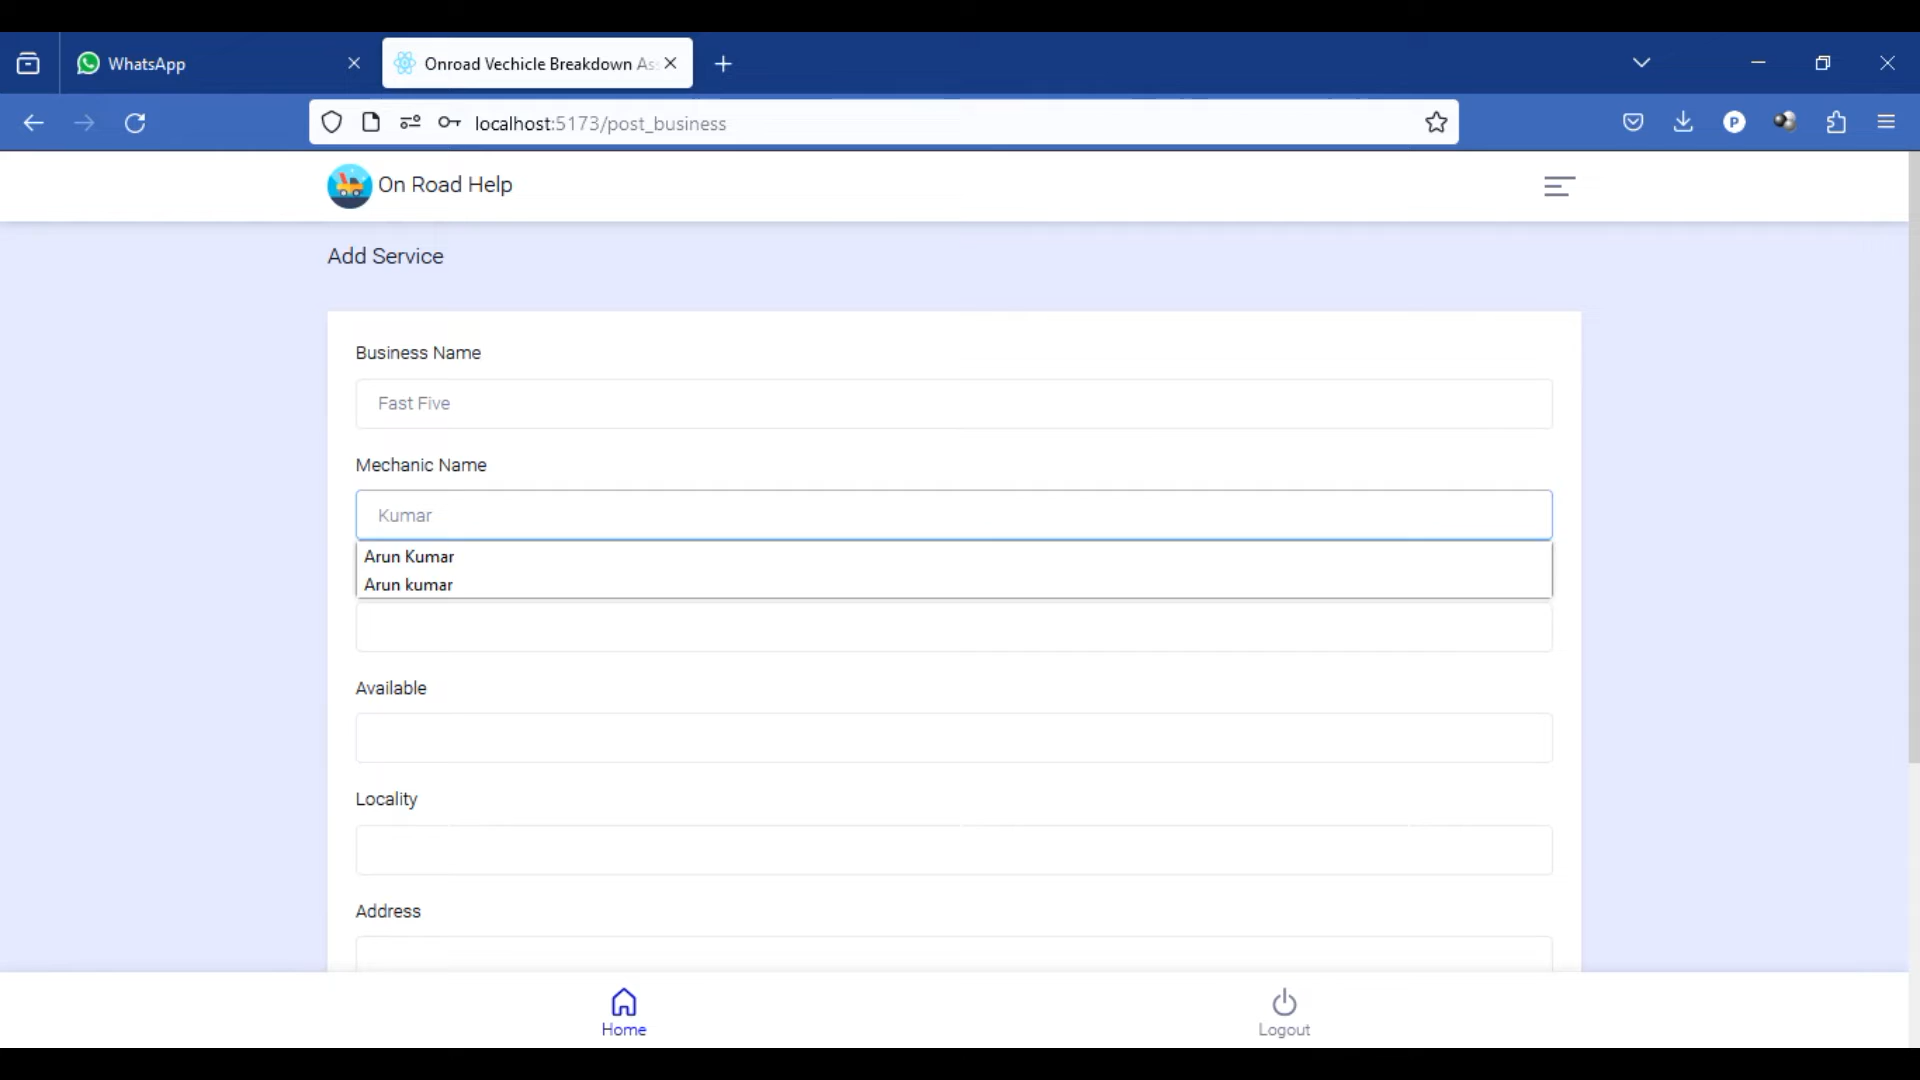 WhatsApp
Onroad Vechicle Breakdown As
localhost:5173/post_business
P
On Road Help
Add Service
Business Name
Fast Five
Mechanic Name
Kumar
Arun Kumar
Arun kumar
Available
Locality
Address
Home
Logout